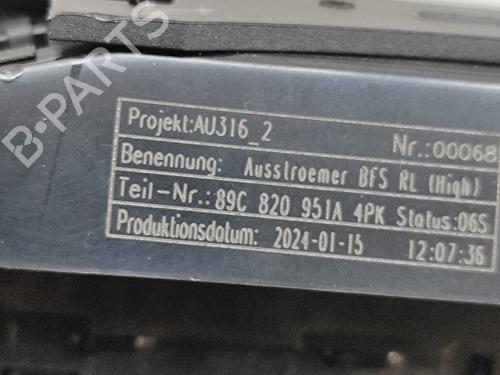 B-PARTS
Projekt:AU316_2 Nr.:00068
Benennung: Ausstroemer BFS RL (High)
Teil-Nr.:89C 820 951A 4PK Status:06S
Produktionsdatum: 2024-01-15 12:07:36